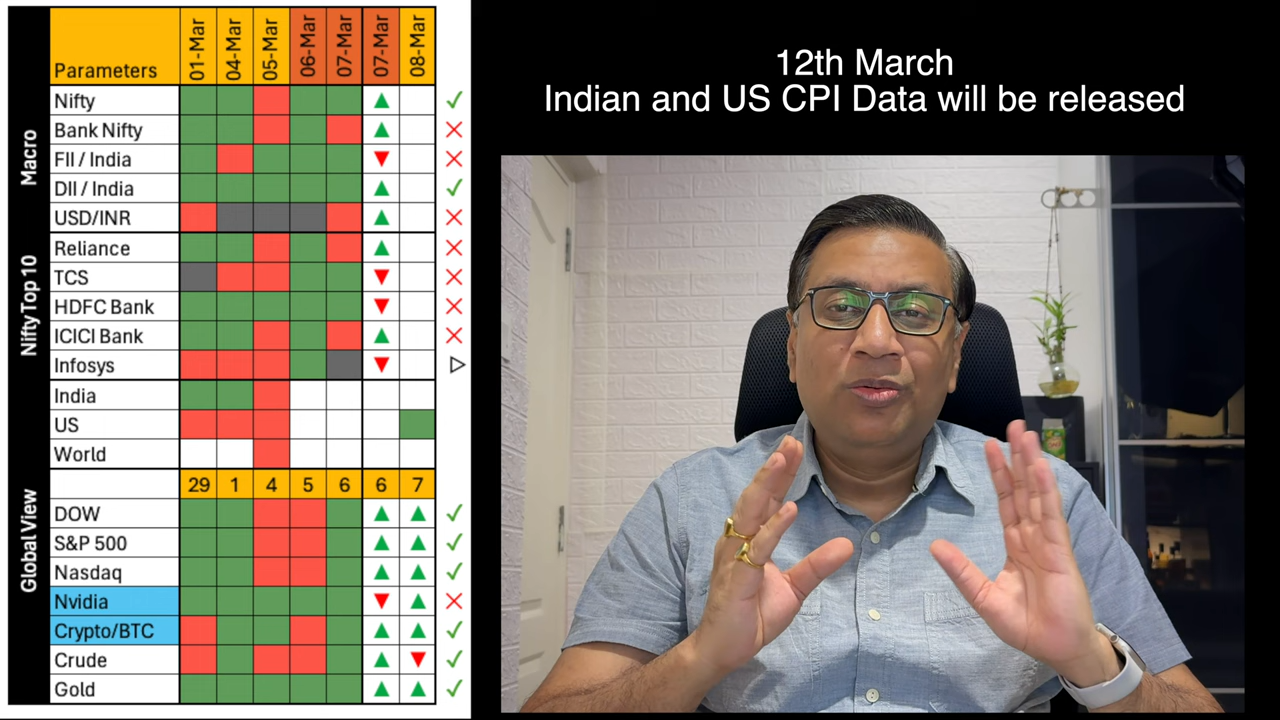 Parameters 01-Mar 04-Mar 05-Mar 06-Mar 07-Mar 07-Mar 08-Mar
Macro
Nifty
Bank Nifty
FII / India
DII / India
USD/INR
Nifty Top 10
Reliance
TCS
HDFC Bank
ICICI Bank
Infosys
India
US
World
29 1 4 5 6 6 7
Global View
DOW
S&P 500
Nasdaq
Nvidia
Crypto/BTC
Crude
Gold
12th March
Indian and US CPI Data will be released